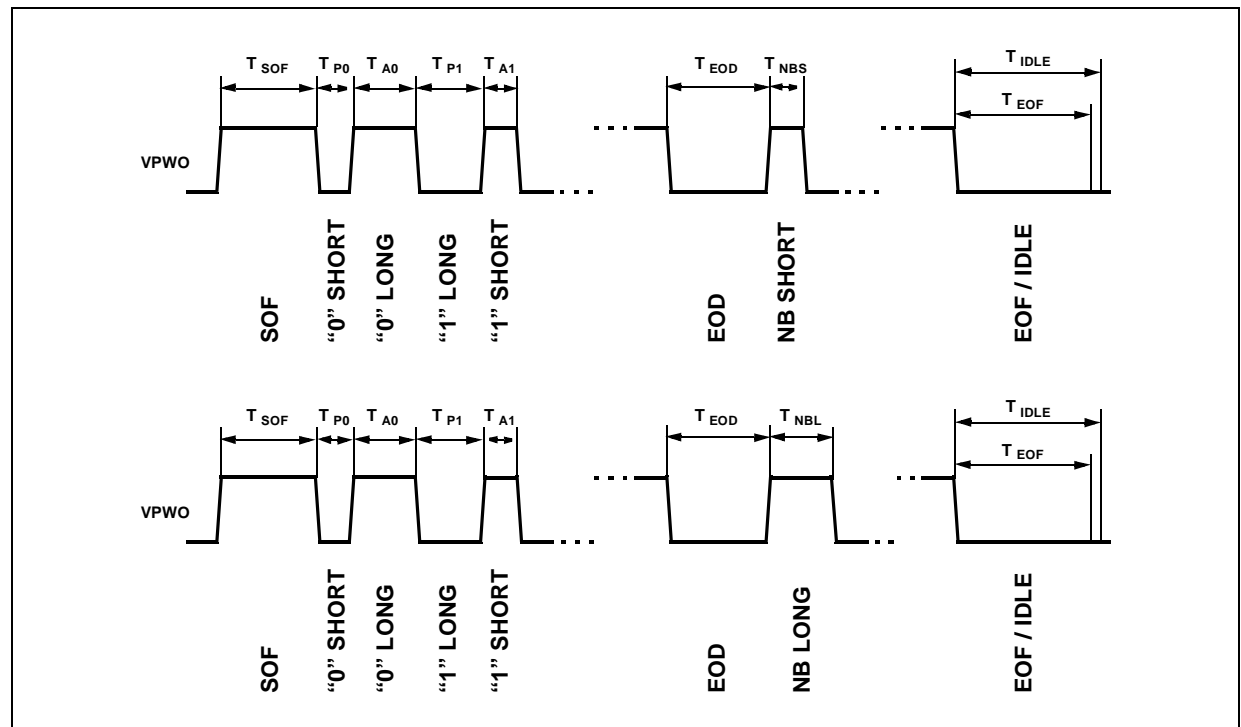 T SOF T P0 T A0 T P1 T A1 T EOD T NBS T IDLE
T EOF
VPWO
SOF
“0” SHORT
“0” LONG
“1” LONG
“1” SHORT
EOD
NB SHORT
EOF / IDLE
T SOF T P0 T A0 T P1 T A1 T EOD T NBL T IDLE
T EOF
VPWO
SOF
“0” SHORT
“0” LONG
“1” LONG
“1” SHORT
EOD
NB LONG
EOF / IDLE